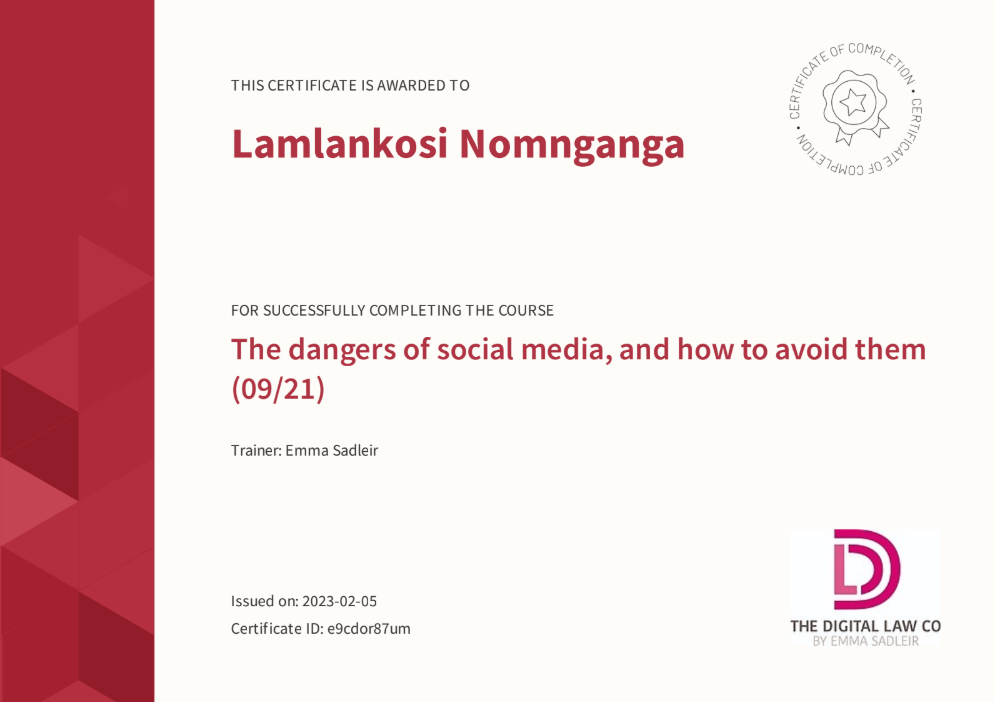 THIS CERTIFICATE IS AWARDED TO
CERTIFICATE OF COMPLETION • CERTIFICATE OF COMPLETION •
Lamlankosi Nomnganga
FOR SUCCESSFULLY COMPLETING THE COURSE
The dangers of social media, and how to avoid them
(09/21)
Trainer: Emma Sadleir
Issued on: 2023-02-05
Certificate ID: e9cdor87um
THE DIGITAL LAW CO
BY EMMA SADLEIR